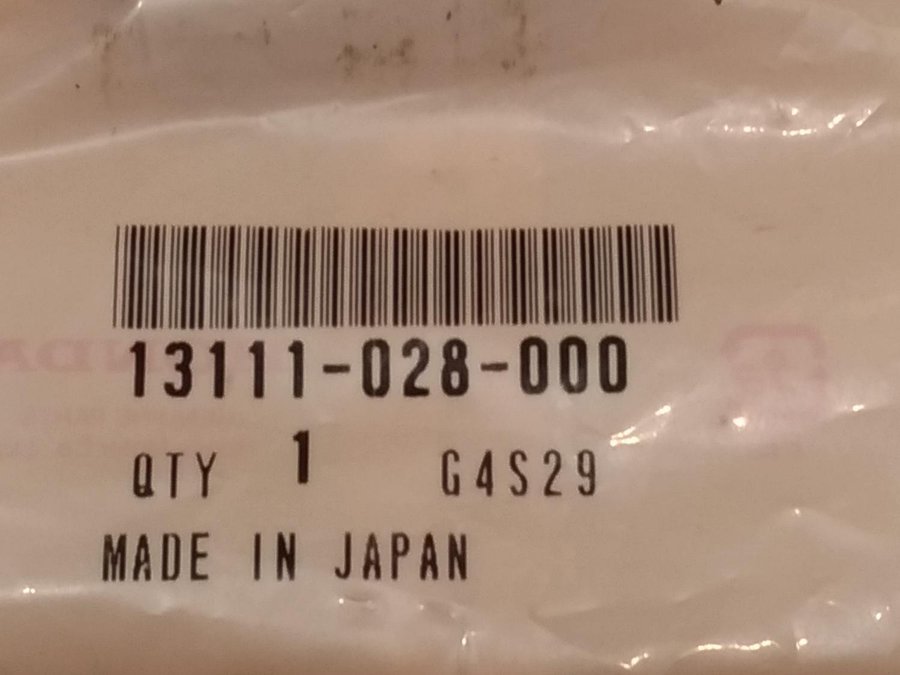 13111-028-000
QTY 1 G4S29
MADE IN JAPAN